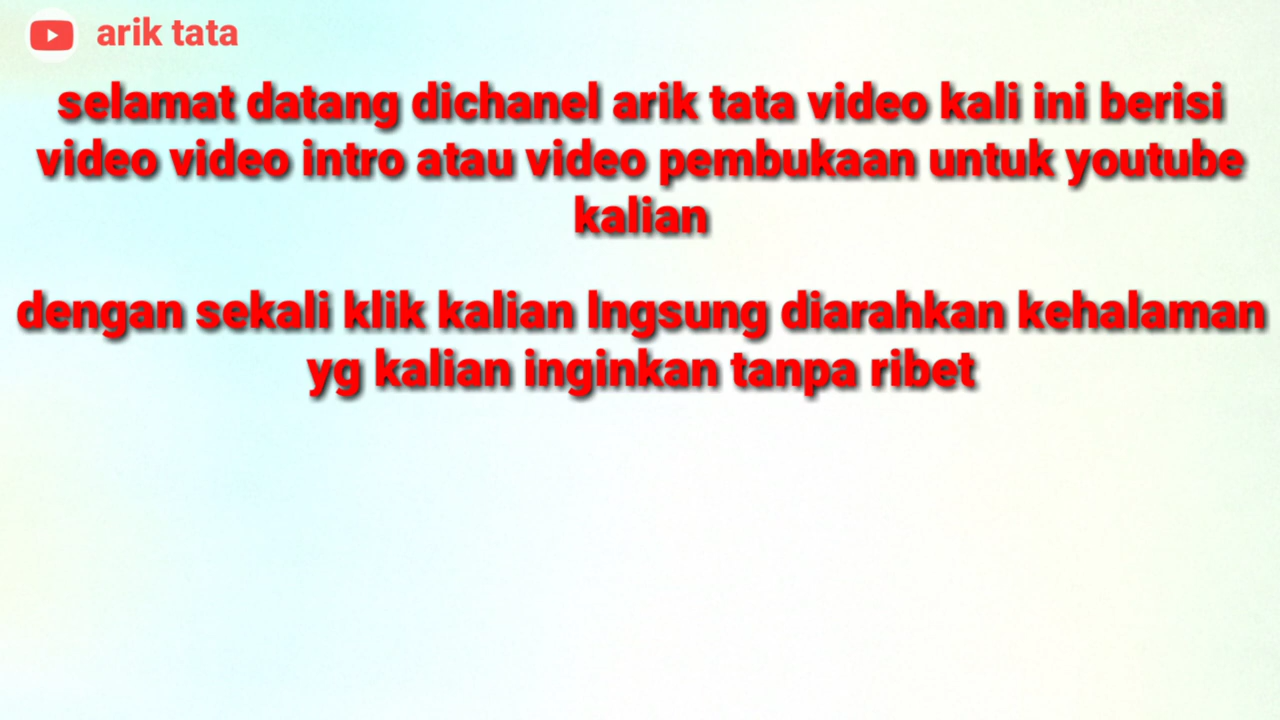 arik tata
selamat datang dichanel arik tata video kali ini berisi
video video intro atau video pembukaan untuk youtube
kalian
dengan sekali klik kalian lngsung diarahkan kehalaman
yg kalian inginkan tanpa ribet